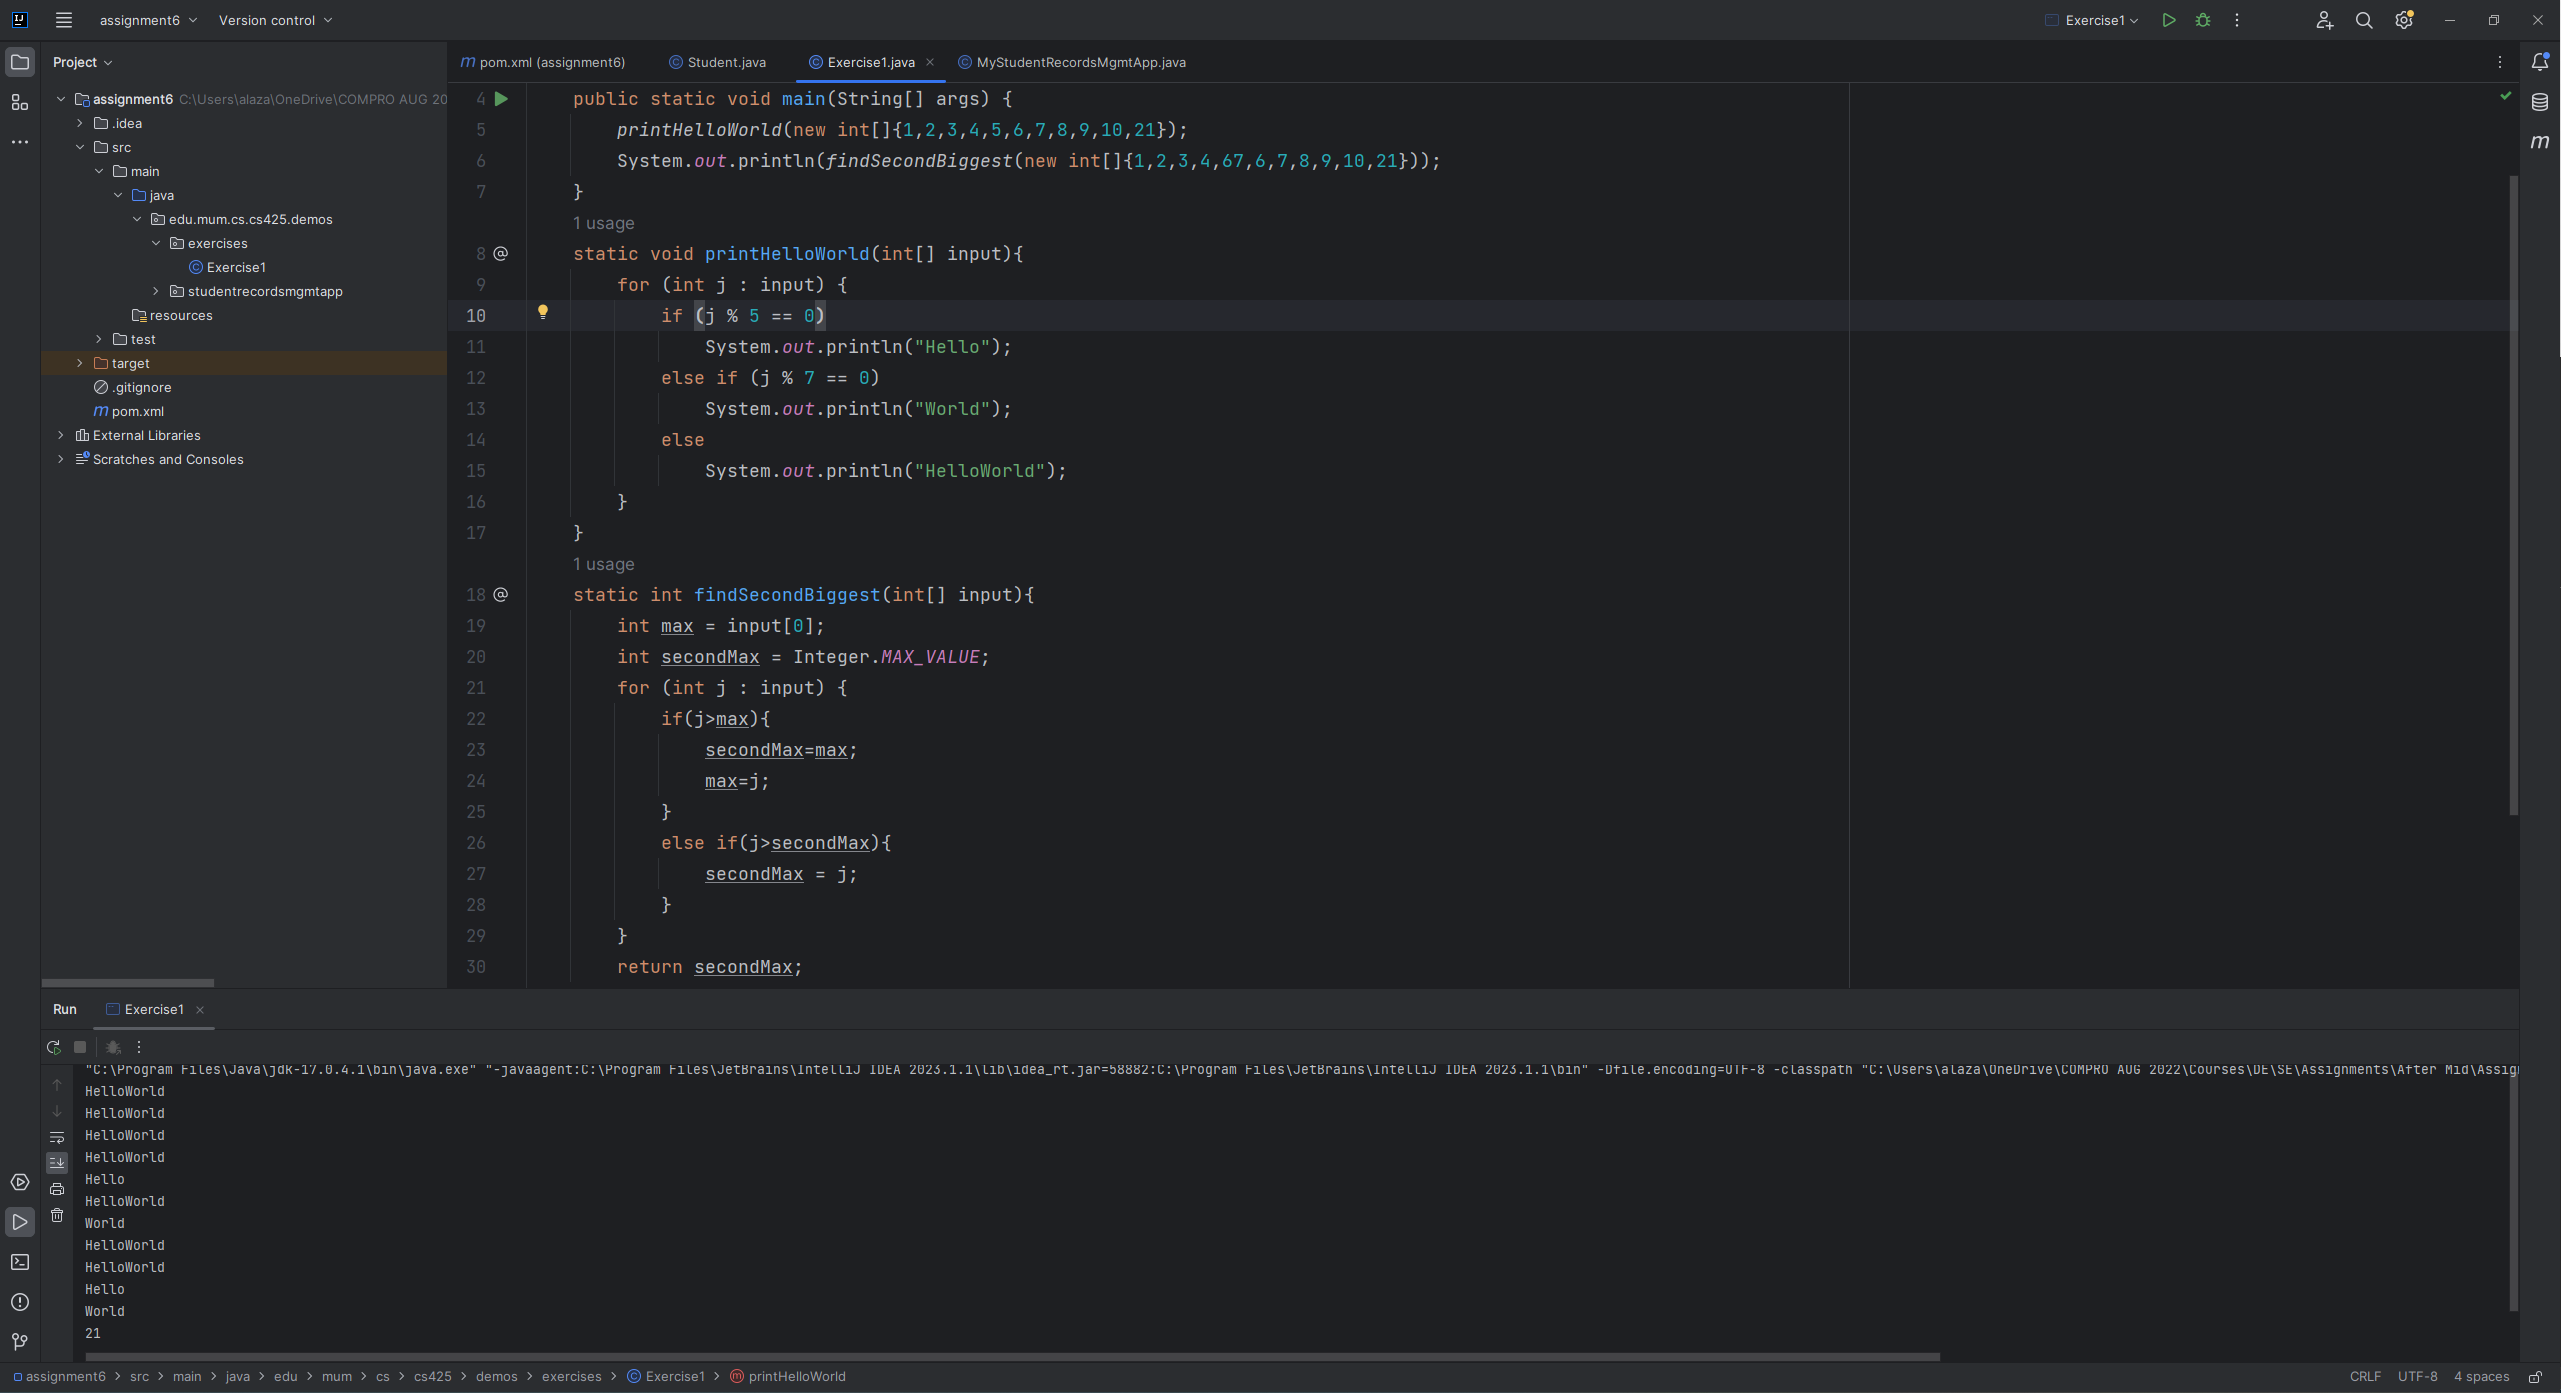 assignment6 Version control Exercise1
Project
pom.xml (assignment6) Student.java Exercise1.java MyStudentRecordsMgmtApp.java
assignment6 C:\Users\alaza\OneDrive\COMPRO AUG 20
.idea
src
main
java
edu.mum.cs.cs425.demos
exercises
Exercise1
studentrecordsmgmtapp
resources
test
target
.gitignore
pom.xml
External Libraries
Scratches and Consoles
4 public static void main(String[] args) {
5 printHelloWorld(new int[]{1,2,3,4,5,6,7,8,9,10,21});
6 System.out.println(findSecondBiggest(new int[]{1,2,3,4,67,6,7,8,9,10,21}));
7 }
1 usage
8 @ static void printHelloWorld(int[] input){
9 for (int j : input) {
10 if (j % 5 == 0)
11 System.out.println("Hello");
12 else if (j % 7 == 0)
13 System.out.println("World");
14 else
15 System.out.println("HelloWorld");
16 }
17 }
1 usage
18 @ static int findSecondBiggest(int[] input){
19 int max = input[0];
20 int secondMax = Integer.MAX_VALUE;
21 for (int j : input) {
22 if(j>max){
23 secondMax=max;
24 max=j;
25 }
26 else if(j>secondMax){
27 secondMax = j;
28 }
29 }
30 return secondMax;
Run Exercise1
"C:\Program Files\Java\jdk-17.0.4.1\bin\java.exe" "-javaagent:C:\Program Files\JetBrains\IntelliJ IDEA 2023.1.1\lib\idea_rt.jar=58882:C:\Program Files\JetBrains\IntelliJ IDEA 2023.1.1\bin" -Dfile.encoding=UTF-8 -classpath "C:\Users\alaza\OneDrive\COMPRO AUG 2022\Courses\DE\SE\Assignments\After Mid\Assig
HelloWorld
HelloWorld
HelloWorld
HelloWorld
Hello
HelloWorld
World
HelloWorld
HelloWorld
Hello
World
21
assignment6 > src > main > java > edu > mum > cs > cs425 > demos > exercises > Exercise1 > printHelloWorld CRLF UTF-8 4 spaces